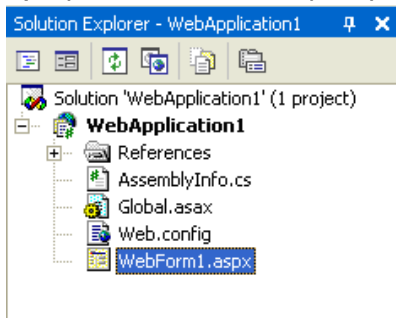 Solution Explorer - WebApplication1
Solution 'WebApplication1' (1 project)
WebApplication1
References
AssemblyInfo.cs
Global.asax
Web.config
WebForm1.aspx